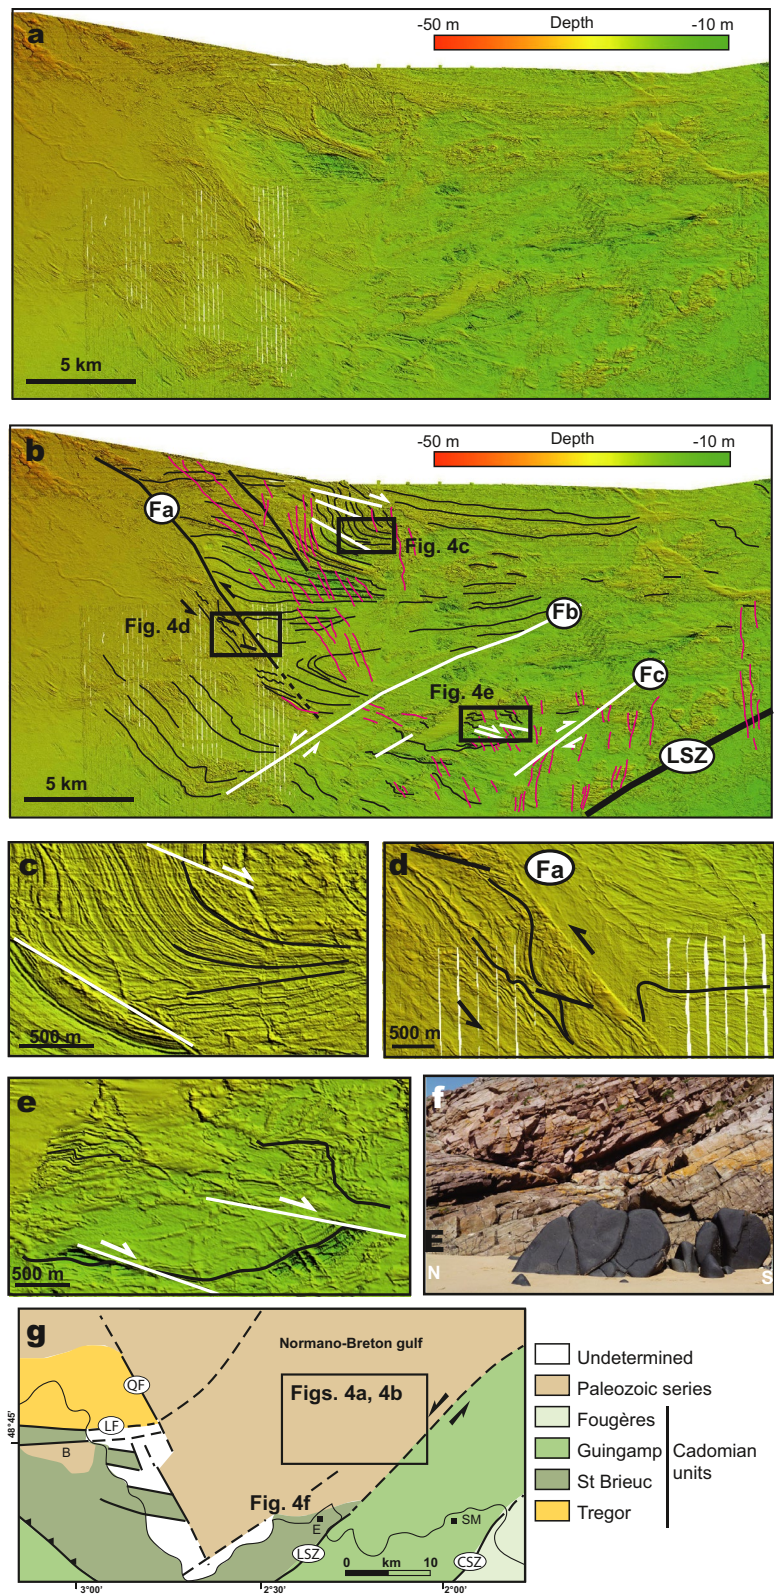 a
-50 m Depth -10 m
5 km
b
-50 m Depth -10 m
Fa
Fig. 4c
Fb
Fig. 4d
Fc
Fig. 4e
LSZ
5 km
c
500 m
d
Fa
500 m
e
500 m
f
E
N S
g
Normano-Breton gulf
QF
Figs. 4a, 4b
LF
48°45'
B
Fig. 4f
E
SM
LSZ
CSZ
0 km 10
3°00' 2°30' 2°00'
Undetermined
Paleozoic series
Fougères
Guingamp
St Brieuc
Tregor
Cadomian
units